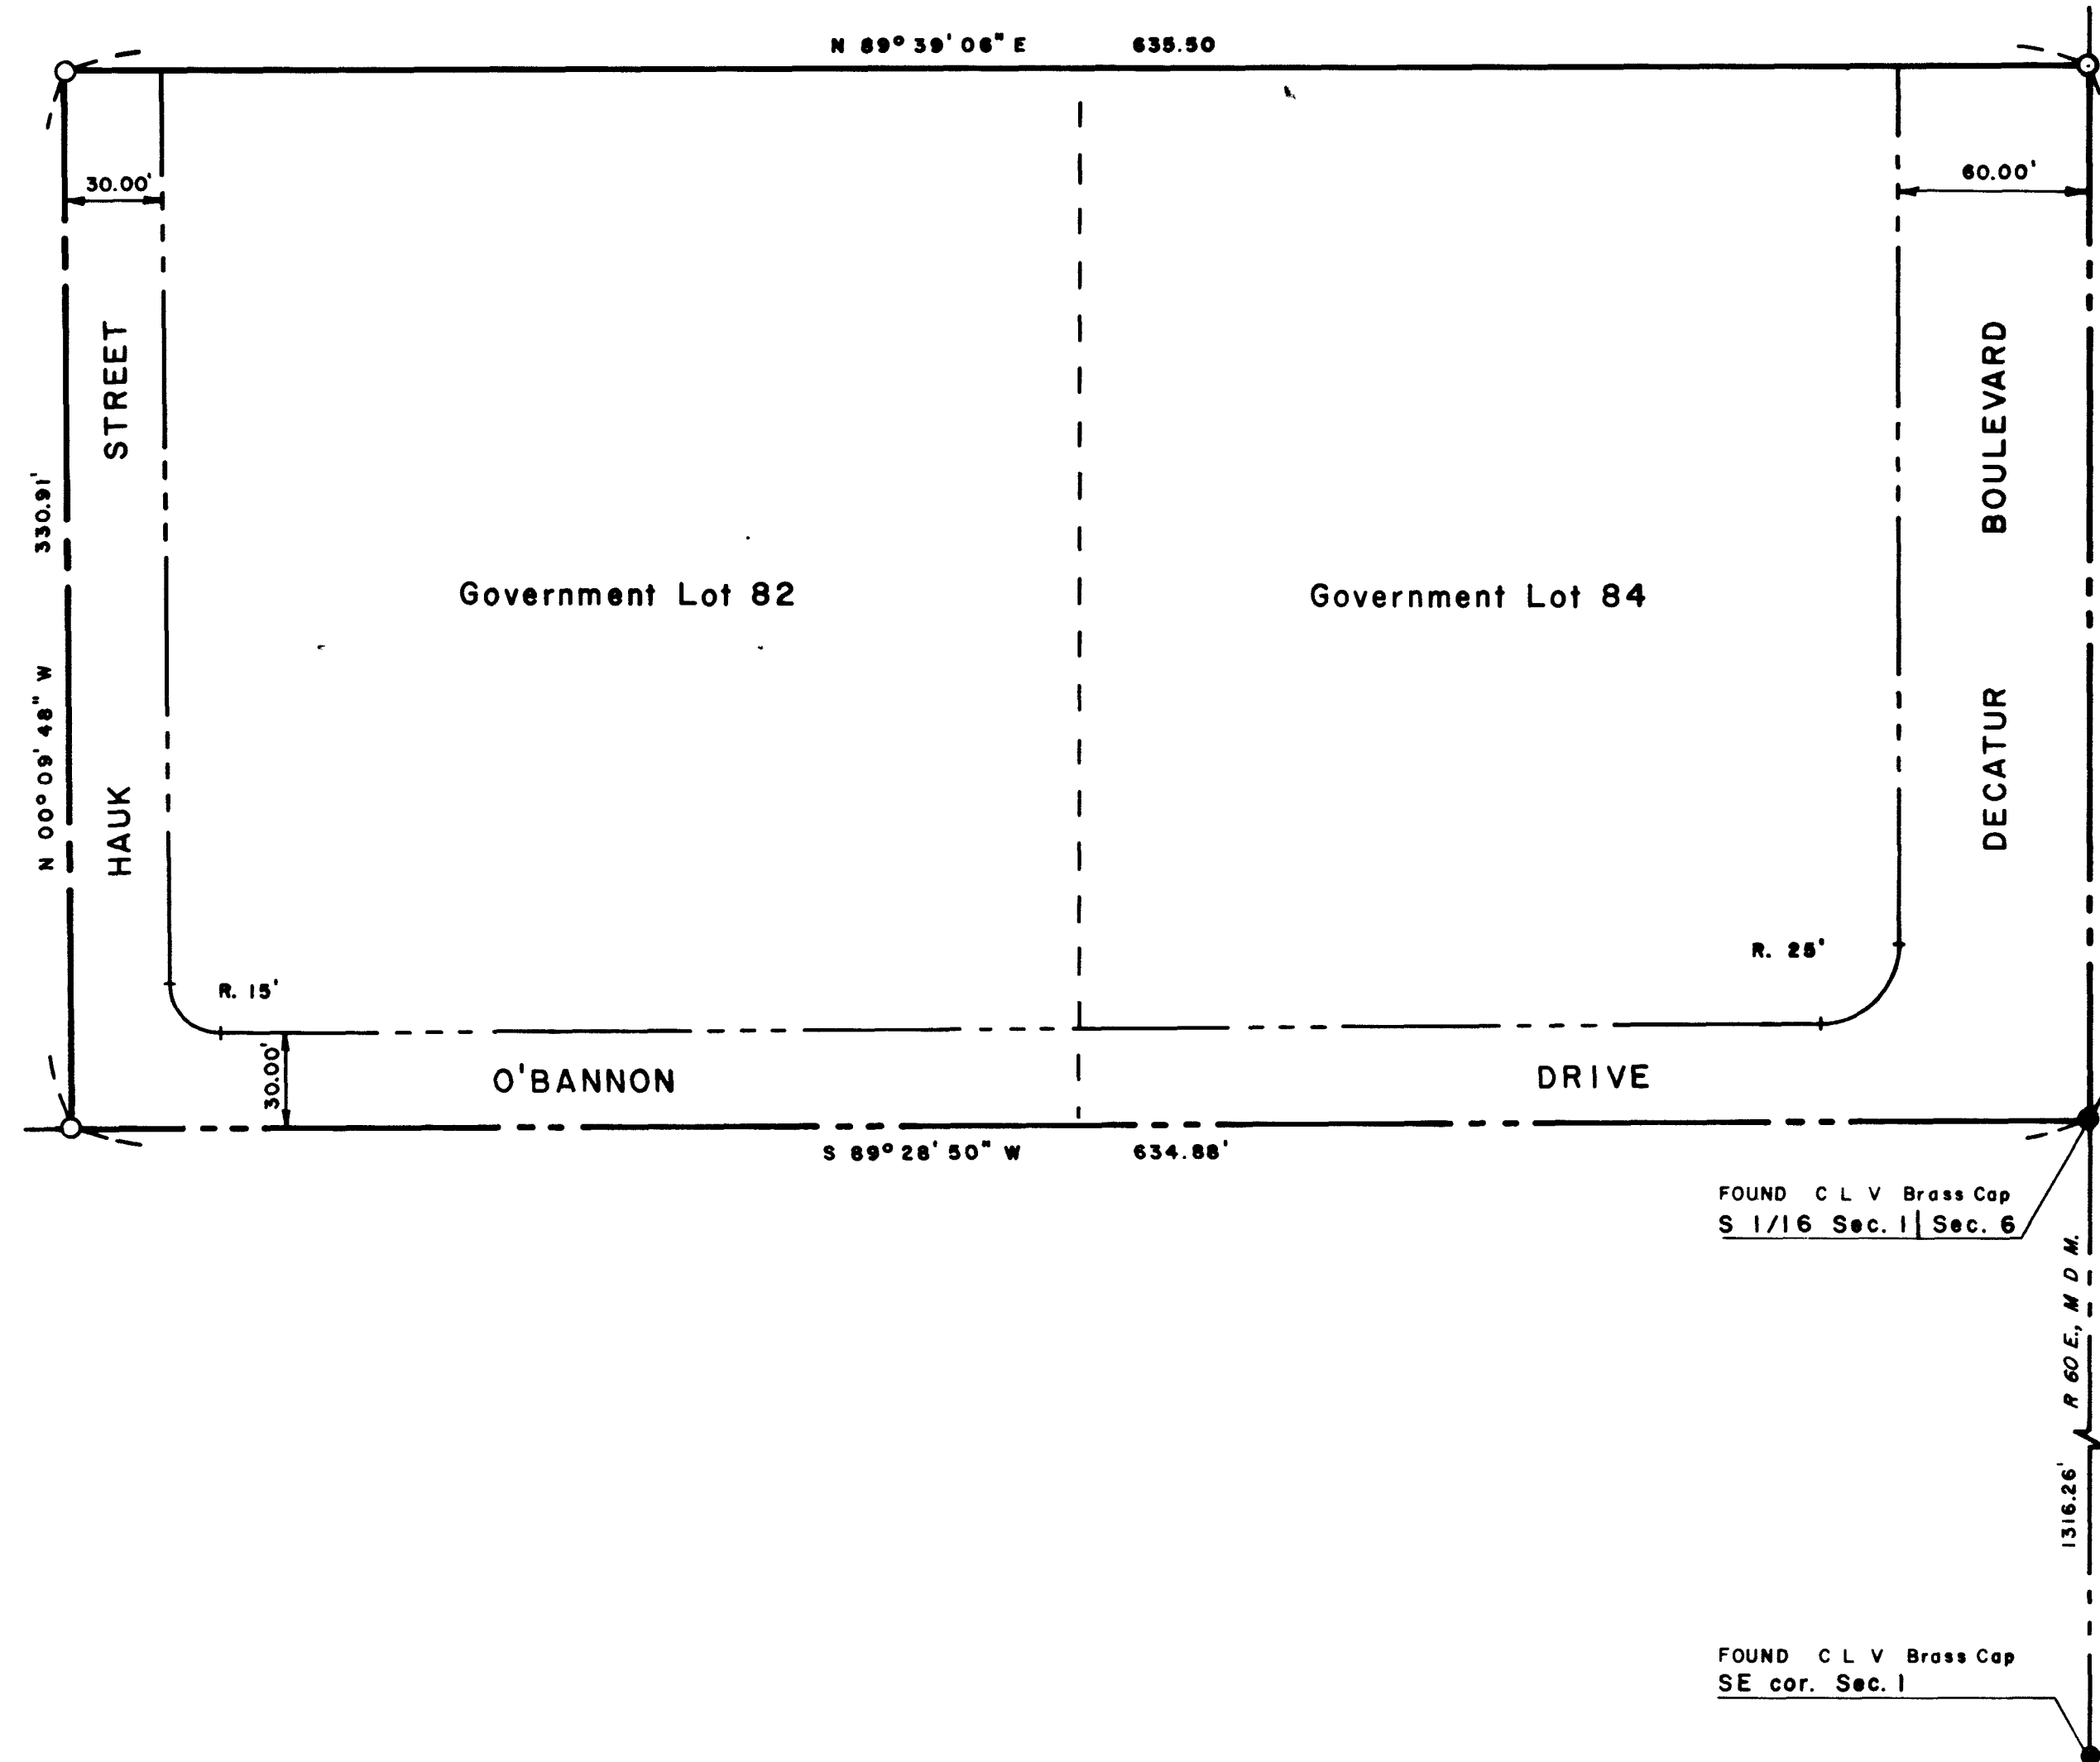 N 89° 39' 06" E 635.50
30.00'
60.00'
STREET
BOULEVARD
330.91'
Government Lot 82
Government Lot 84
N 00° 09' 48" W
HAUK
DECATUR
R. 25'
R. 15'
30.00'
O'BANNON
DRIVE
S 89° 28' 50" W 634.88'
FOUND C L V Brass Cap
S 1/16 Sec. 1 | Sec. 6
R 60 E., M D M.
1316.26'
FOUND C L V Brass Cap
SE cor. Sec. 1